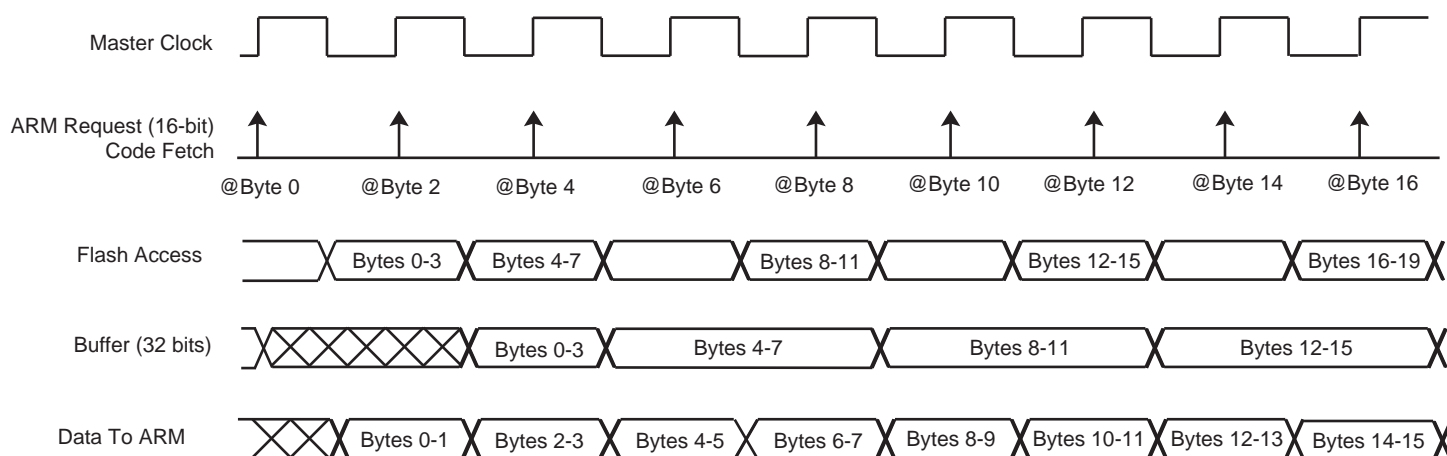 Master Clock
ARM Request (16-bit)
Code Fetch
@Byte 0 @Byte 2 @Byte 4 @Byte 6 @Byte 8 @Byte 10 @Byte 12 @Byte 14 @Byte 16
Flash Access Bytes 0-3 Bytes 4-7 Bytes 8-11 Bytes 12-15 Bytes 16-19
Buffer (32 bits) Bytes 0-3 Bytes 4-7 Bytes 8-11 Bytes 12-15
Data To ARM Bytes 0-1 Bytes 2-3 Bytes 4-5 Bytes 6-7 Bytes 8-9 Bytes 10-11 Bytes 12-13 Bytes 14-15